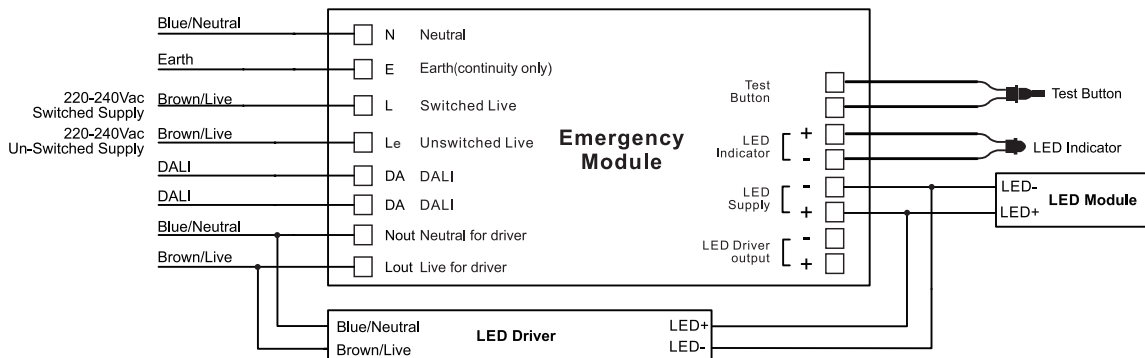 Blue/Neutral
N Neutral
Earth
E Earth(continuity only)
220-240Vac
Switched Supply
Brown/Live
L Switched Live
220-240Vac
Un-Switched Supply
Brown/Live
Le Unswitched Live
DALI
DA DALI
DALI
DA DALI
Blue/Neutral
Nout Neutral for driver
Brown/Live
Lout Live for driver
Emergency
Module
Test
Button
Test Button
LED
Indicator
+
-
LED Indicator
LED
Supply
-
+
LED-
LED+
LED Module
LED Driver
output
-
+
Blue/Neutral
Brown/Live
LED Driver
LED+
LED-